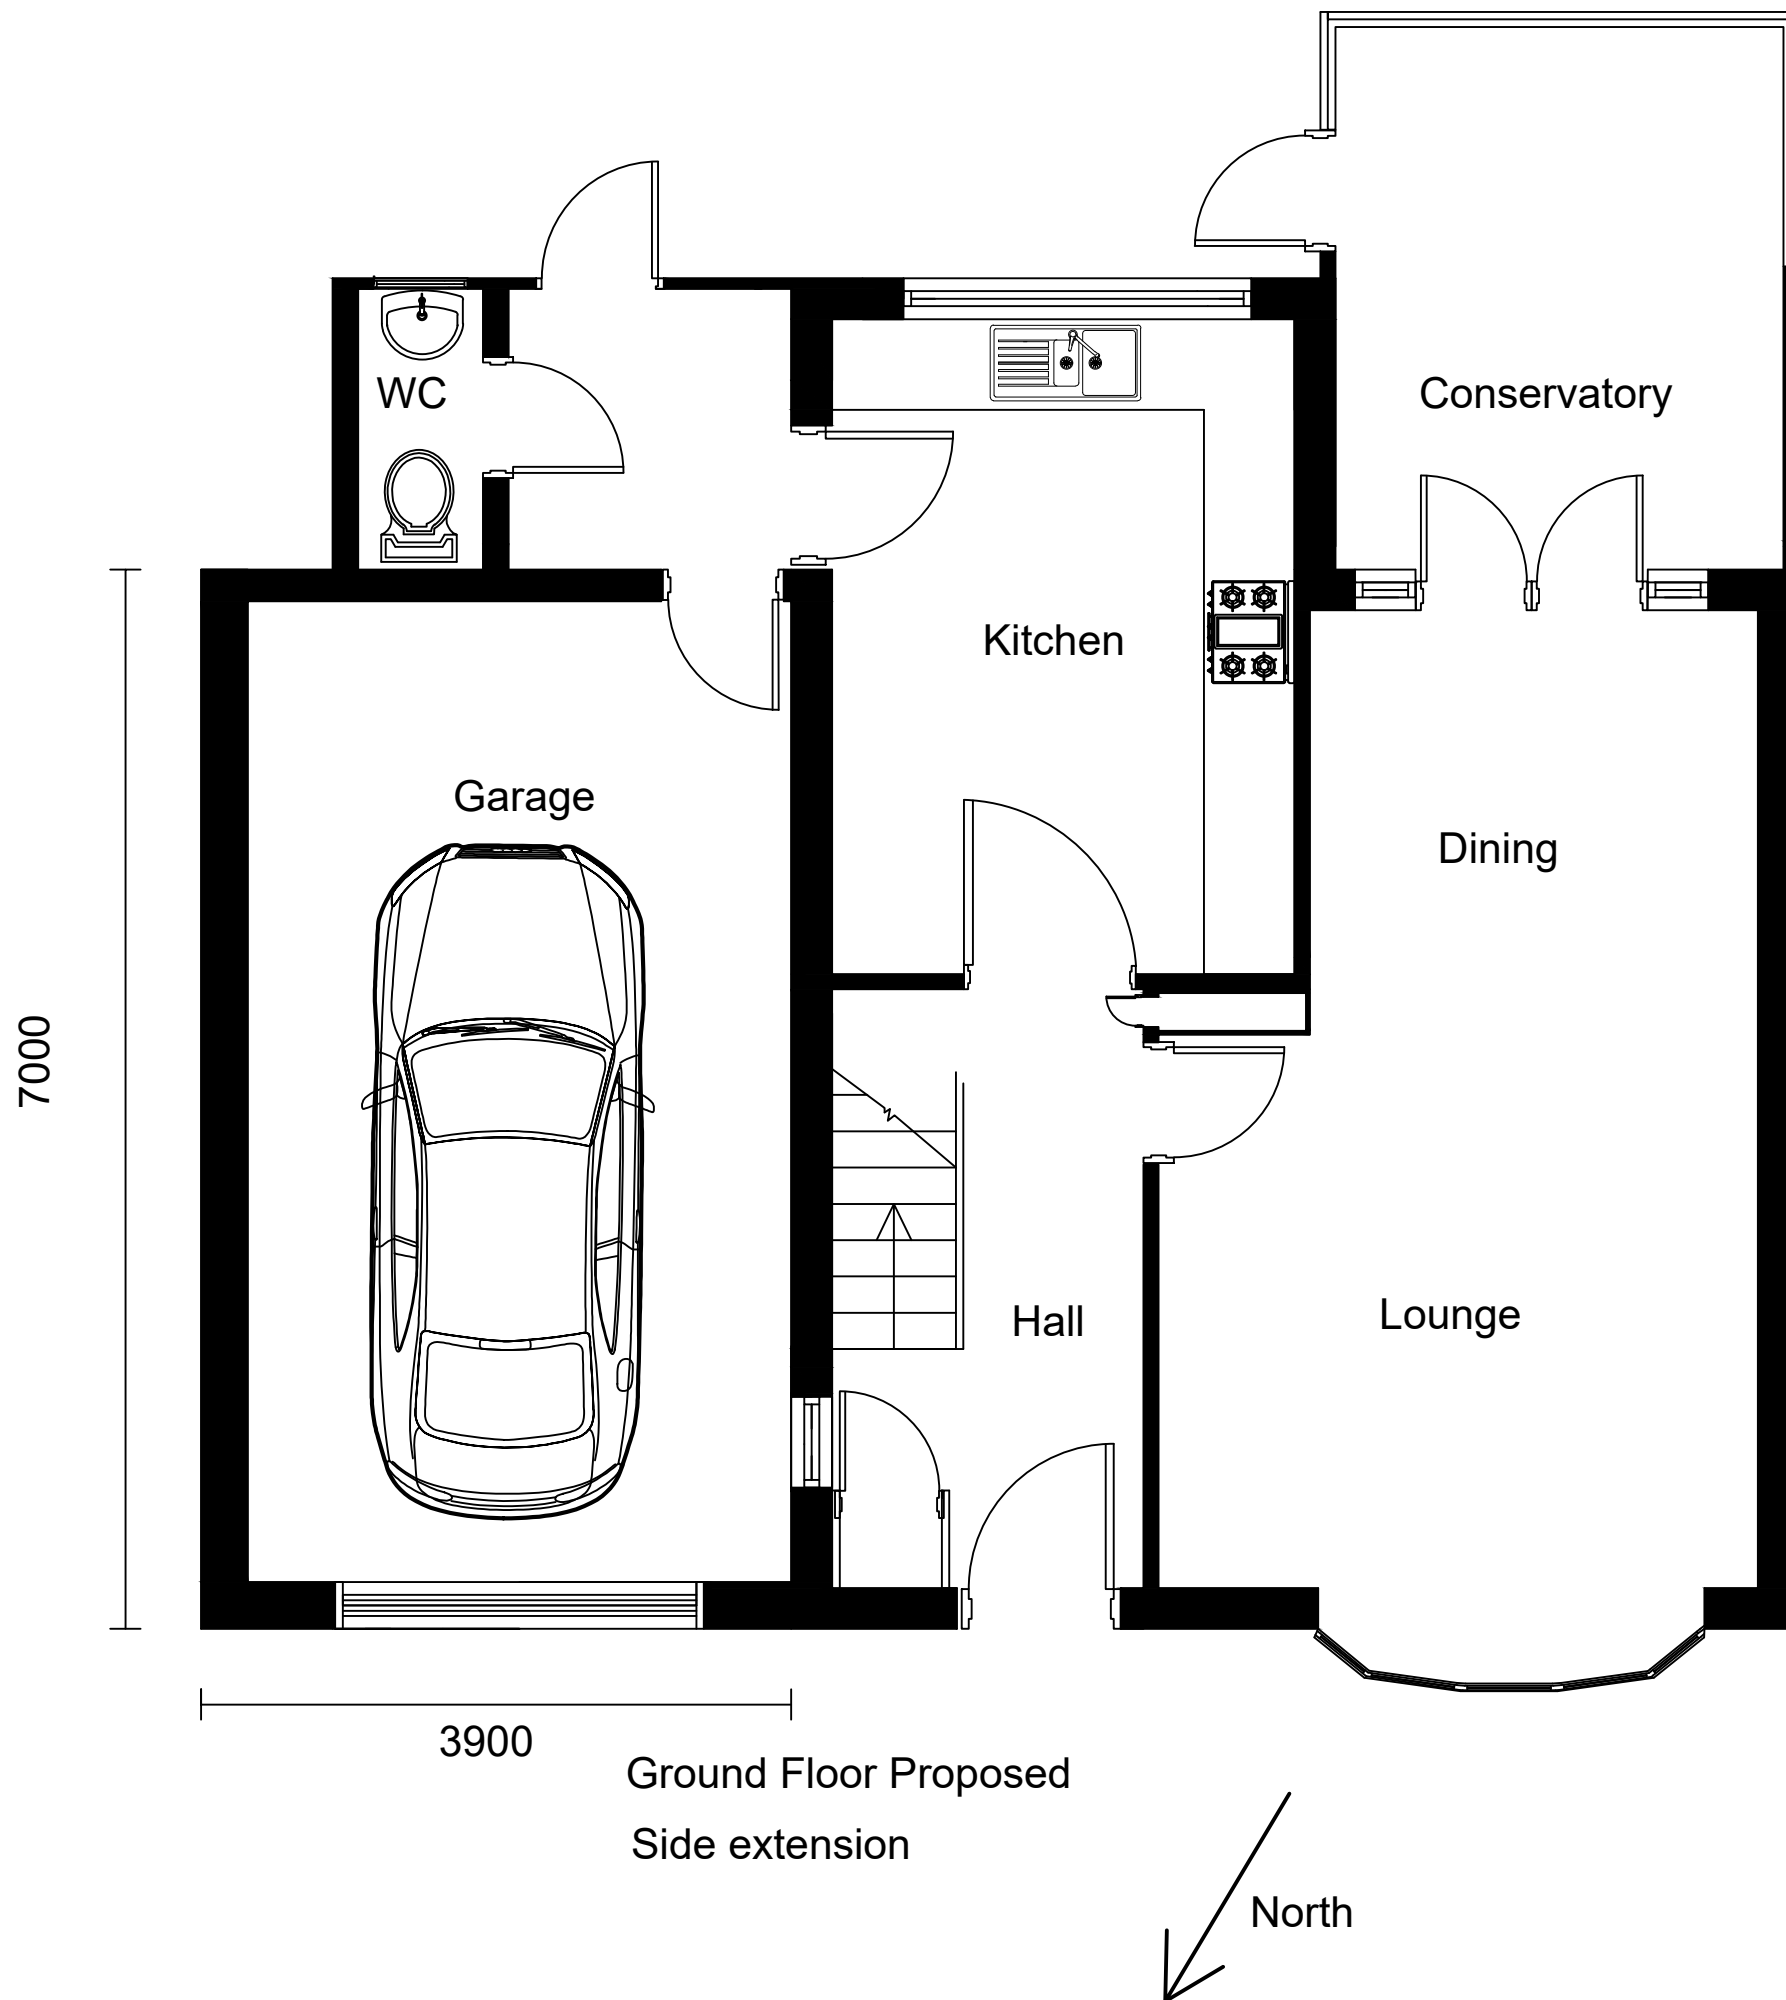 WC
Conservatory
Kitchen
Garage
Dining
7000
Hall
Lounge
3900
Ground Floor Proposed
Side extension
North